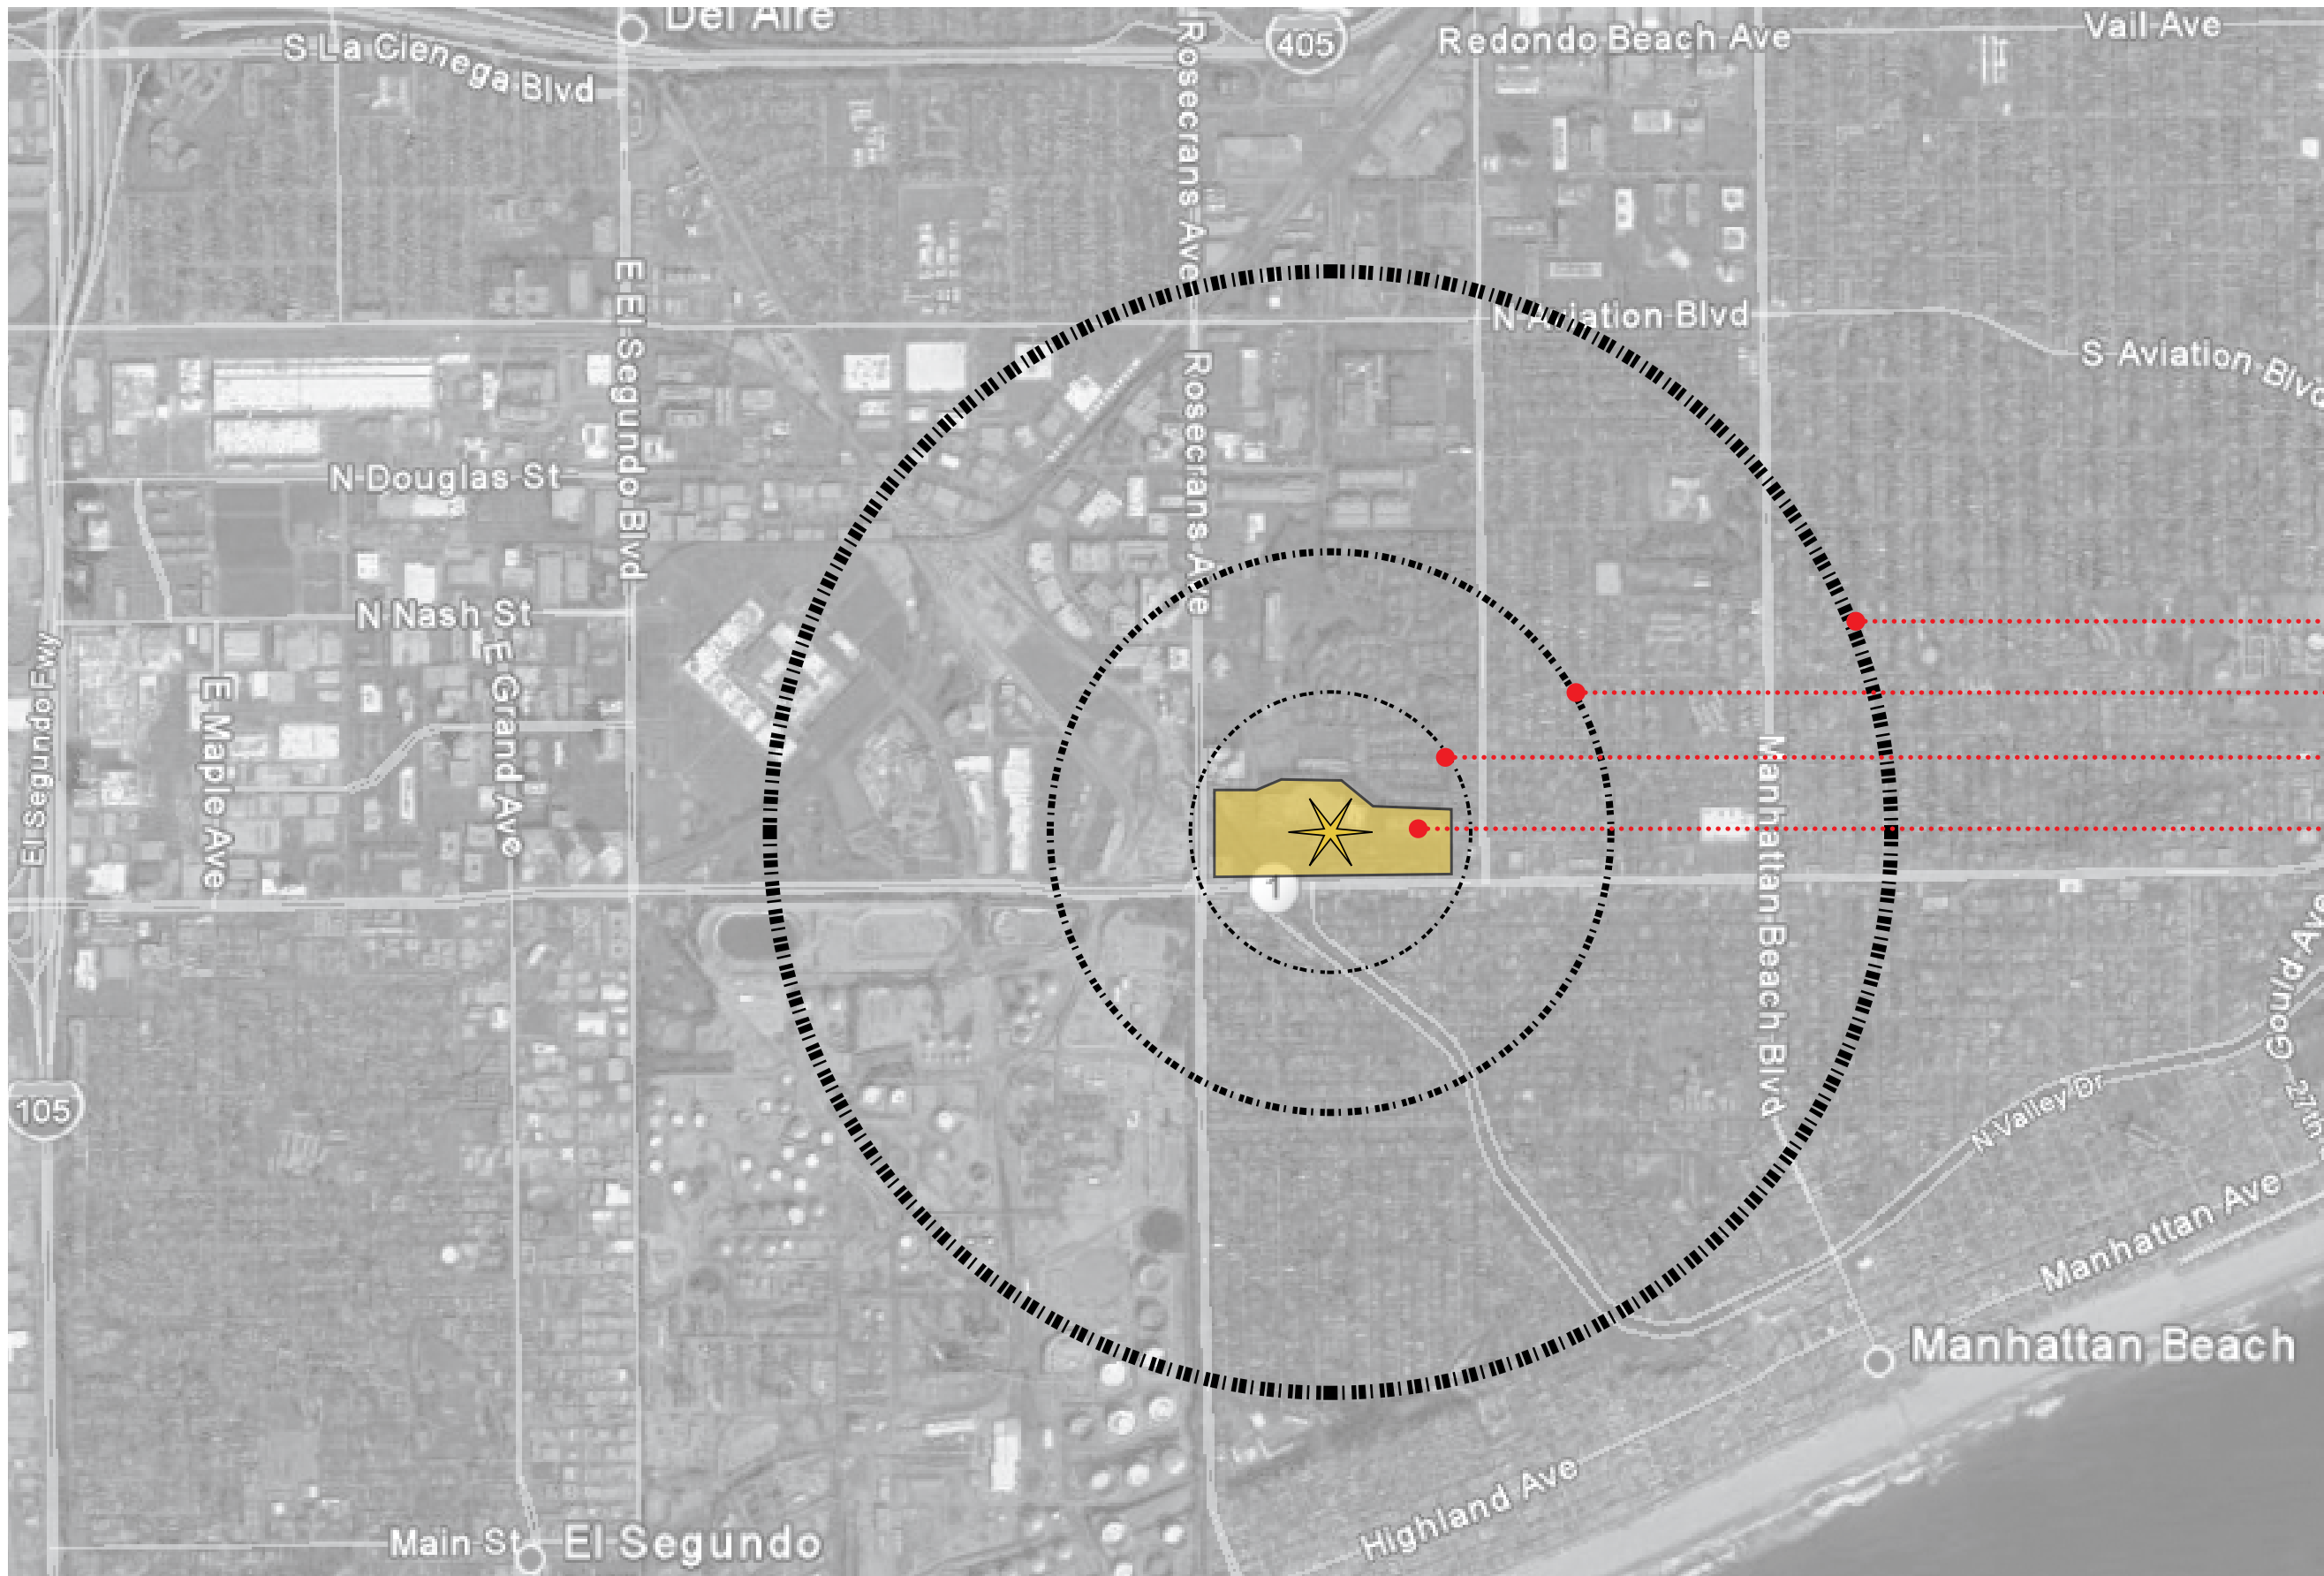 Del Aire
S La Cienega Blvd
405
Redondo Beach Ave
Vail Ave
Rosecrans Ave
E El Segundo Blvd
N Aviation Blvd
S Aviation Blvd
Rosecrans Ave
N Douglas St
N Nash St
El Segundo Fwy
E Maple Ave
E Grand Ave
Manhattan Beach Blvd
1
Gould Ave
27th
105
N Valley Dr
Manhattan Ave
Manhattan Beach
Highland Ave
Main St
El Segundo